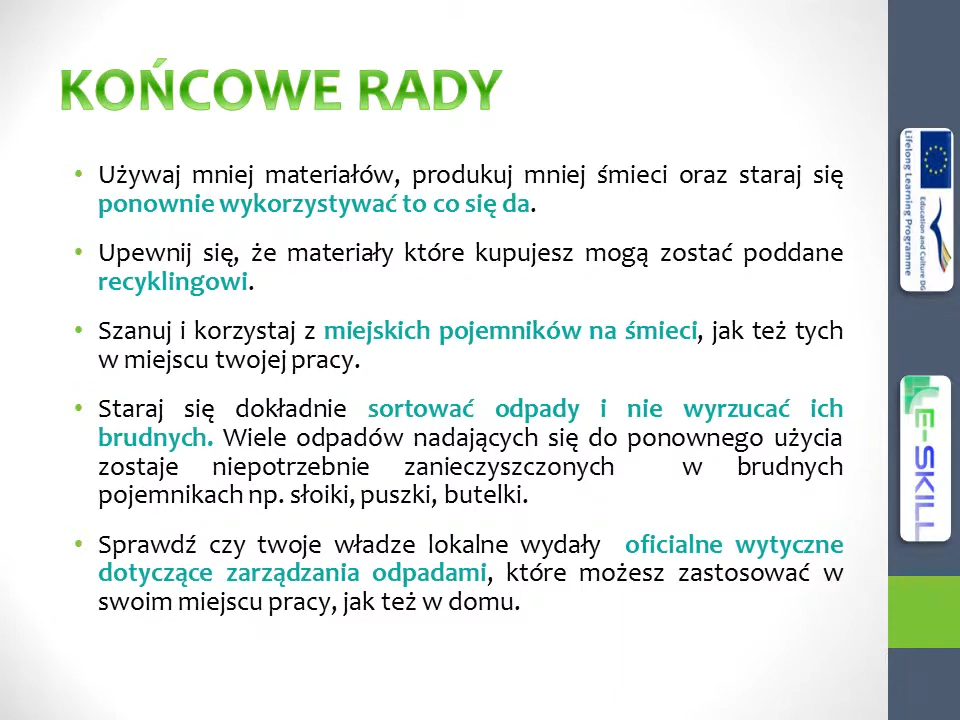 KOŃCOWE RADY
• Używaj mniej materiałów, produkuj mniej śmieci oraz staraj się
ponownie wykorzystywać to co się da.
• Upewnij się, że materiały które kupujesz mogą zostać poddane
recyklingowi.
• Szanuj i korzystaj z miejskich pojemników na śmieci, jak też tych
w miejscu twojej pracy.
• Staraj się dokładnie sortować odpady i nie wyrzucać ich
brudnych. Wiele odpadów nadających się do ponownego użycia
zostaje niepotrzebnie zanieczyszczonych w brudnych
pojemnikach np. słoiki, puszki, butelki.
• Sprawdź czy twoje władze lokalne wydały oficialne wytyczne
dotyczące zarządzania odpadami, które możesz zastosować w
swoim miejscu pracy, jak też w domu.
Education and Culture DG
Lifelong Learning Programme
E-SKILL